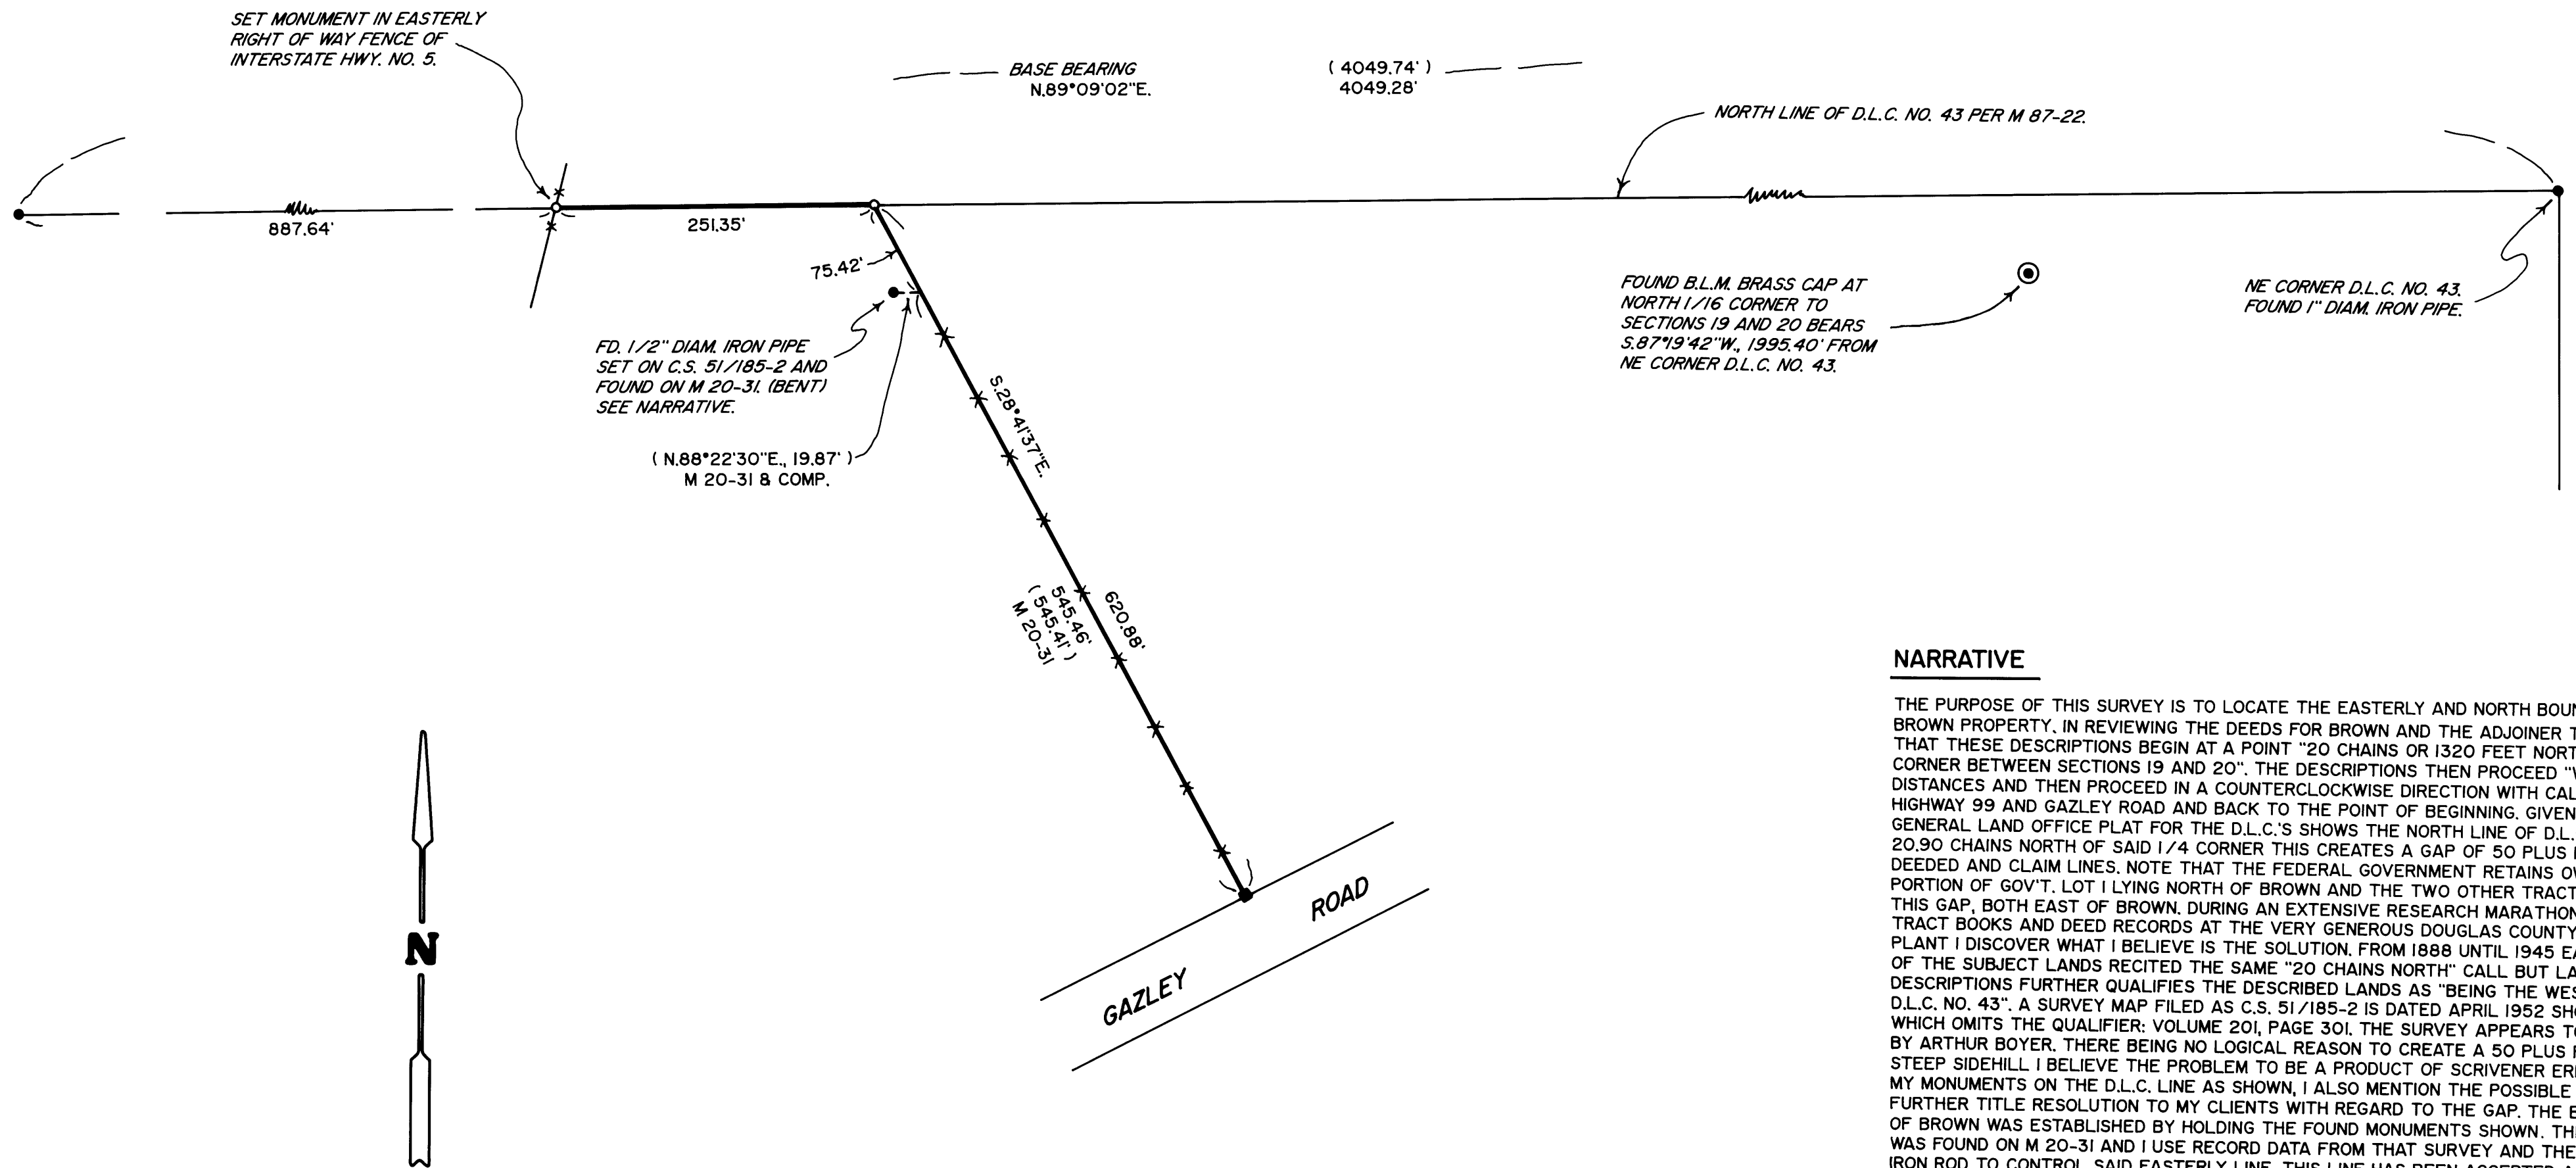 SET MONUMENT IN EASTERLY
RIGHT OF WAY FENCE OF
INTERSTATE HWY. NO. 5.
BASE BEARING
N.89°09'02"E.
( 4049.74' )
4049.28'
NORTH LINE OF D.L.C. NO. 43 PER M 87-22.
887.64'
251.35'
75.42'
FD. 1/2" DIAM. IRON PIPE
SET ON C.S. 51/185-2 AND
FOUND ON M 20-31. (BENT)
SEE NARRATIVE.
( N.88°22'30"E., 19.87' )
M 20-31 & COMP.
FOUND B.L.M. BRASS CAP AT
NORTH 1/16 CORNER TO
SECTIONS 19 AND 20 BEARS
S.87°19'42"W., 1995.40' FROM
NE CORNER D.L.C. NO. 43.
NE CORNER D.L.C. NO. 43.
FOUND 1" DIAM. IRON PIPE.
S.28°41'37"E.
620.88'
545.46'
( 545.41' )
M 20-31
N
GAZLEY ROAD
NARRATIVE
THE PURPOSE OF THIS SURVEY IS TO LOCATE THE EASTERLY AND NORTH BOUN
BROWN PROPERTY. IN REVIEWING THE DEEDS FOR BROWN AND THE ADJOINER T
THAT THESE DESCRIPTIONS BEGIN AT A POINT "20 CHAINS OR 1320 FEET NORT
CORNER BETWEEN SECTIONS 19 AND 20". THE DESCRIPTIONS THEN PROCEED "W
DISTANCES AND THEN PROCEED IN A COUNTERCLOCKWISE DIRECTION WITH CAL
HIGHWAY 99 AND GAZLEY ROAD AND BACK TO THE POINT OF BEGINNING. GIVEN
GENERAL LAND OFFICE PLAT FOR THE D.L.C.'S SHOWS THE NORTH LINE OF D.L.
20.90 CHAINS NORTH OF SAID 1/4 CORNER THIS CREATES A GAP OF 50 PLUS
DEEDED AND CLAIM LINES. NOTE THAT THE FEDERAL GOVERNMENT RETAINS OW
PORTION OF GOV'T. LOT 1 LYING NORTH OF BROWN AND THE TWO OTHER TRACT
THIS GAP, BOTH EAST OF BROWN. DURING AN EXTENSIVE RESEARCH MARATHON
TRACT BOOKS AND DEED RECORDS AT THE VERY GENEROUS DOUGLAS COUNTY
PLANT I DISCOVER WHAT I BELIEVE IS THE SOLUTION. FROM 1888 UNTIL 1945 EA
OF THE SUBJECT LANDS RECITED THE SAME "20 CHAINS NORTH" CALL BUT LA
DESCRIPTIONS FURTHER QUALIFIES THE DESCRIBED LANDS AS "BEING THE WES
D.L.C. NO. 43". A SURVEY MAP FILED AS C.S. 51/185-2 IS DATED APRIL 1952 SHO
WHICH OMITS THE QUALIFIER: VOLUME 201, PAGE 301. THE SURVEY APPEARS TO
BY ARTHUR BOYER. THERE BEING NO LOGICAL REASON TO CREATE A 50 PLUS F
STEEP SIDEHILL I BELIEVE THE PROBLEM TO BE A PRODUCT OF SCRIVENER ERR
MY MONUMENTS ON THE D.L.C. LINE AS SHOWN, I ALSO MENTION THE POSSIBLE
FURTHER TITLE RESOLUTION TO MY CLIENTS WITH REGARD TO THE GAP. THE E
OF BROWN WAS ESTABLISHED BY HOLDING THE FOUND MONUMENTS SHOWN. TH
WAS FOUND ON M 20-31 AND I USE RECORD DATA FROM THAT SURVEY AND THE
IRON ROD TO CONTROL SAID EASTERLY LINE. THIS LINE HAS BEEN ACCEPTED